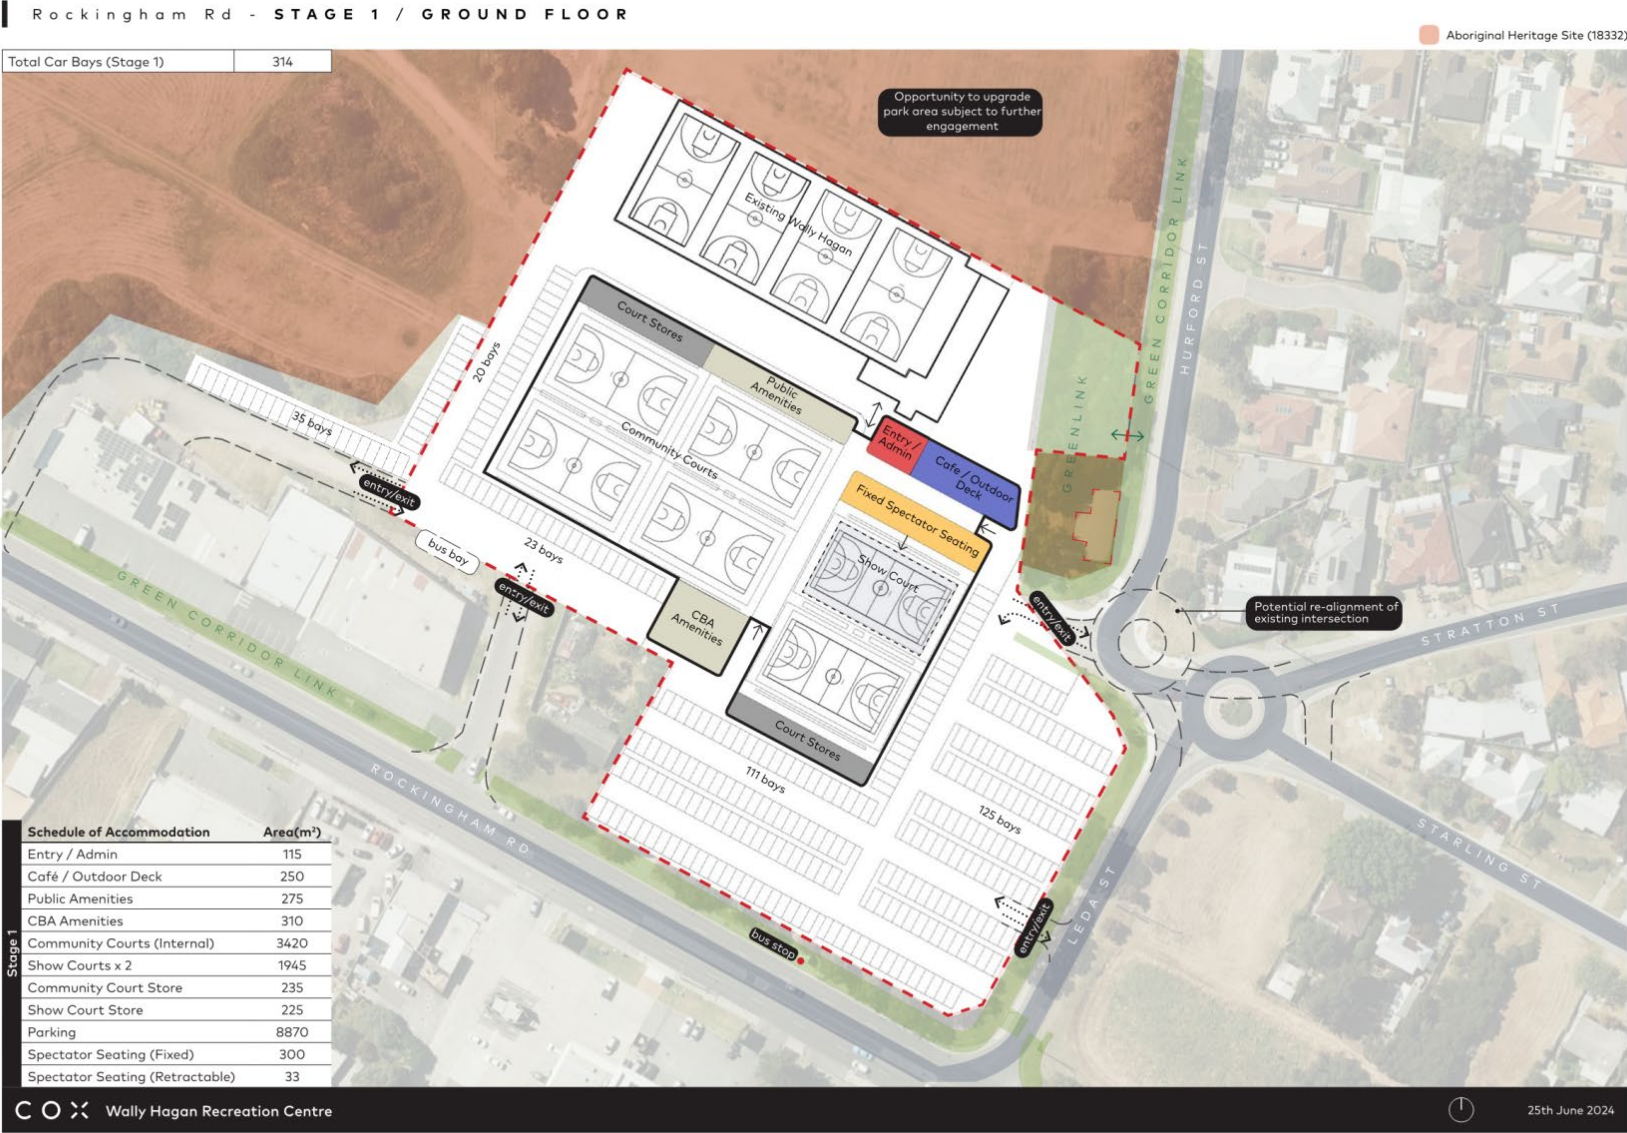 Rockingham Rd - STAGE 1 / GROUND FLOOR
Aboriginal Heritage Site (18332)
Total Car Bays (Stage 1) 314
Opportunity to upgrade
park area subject to further
engagement
Existing Wally Hagan
GREEN CORRIDOR LINK
HURFORD ST
Court Stores
Public
Amenities
20 bays
35 bays
Community Courts
Entry /
Admin
Cafe / Outdoor
Deck
GREENLINK
Fixed Spectator Seating
Show Court
entry/exit
bus bay
23 bays
entry/exit
CBA
Amenities
entry/exit
Potential re-alignment of
existing intersection
STRATTON ST
GREEN CORRIDOR LINK
Court Stores
111 bays
125 bays
ROCKINGHAM RD
STARLING ST
LEDA ST
entry/exit
bus stop
Stage 1
Schedule of Accommodation Area(m²)
Entry / Admin 115
Café / Outdoor Deck 250
Public Amenities 275
CBA Amenities 310
Community Courts (Internal) 3420
Show Courts x 2 1945
Community Court Store 235
Show Court Store 225
Parking 8870
Spectator Seating (Fixed) 300
Spectator Seating (Retractable) 33
COX Wally Hagan Recreation Centre
25th June 2024